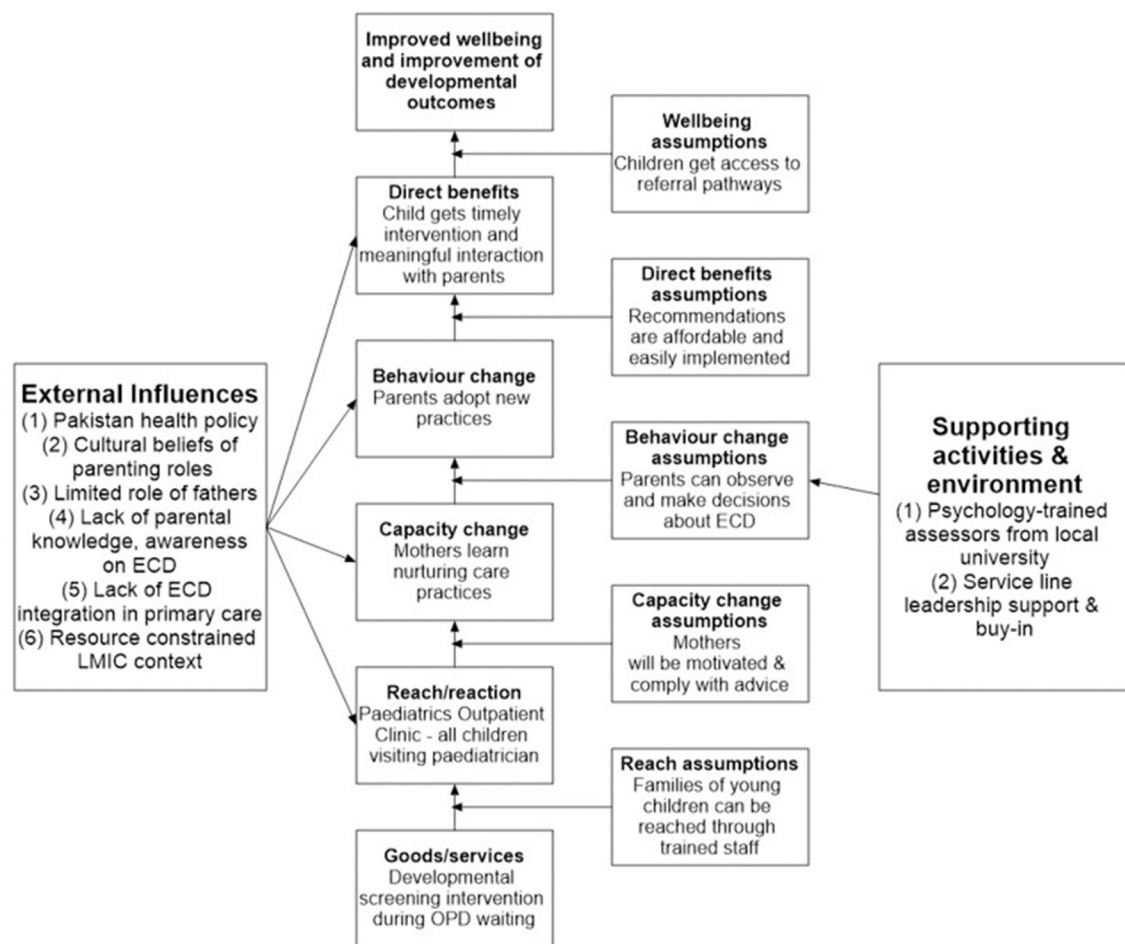 Improved wellbeing
and improvement of
developmental
outcomes
Wellbeing
assumptions
Children get access to
referral pathways
Direct benefits
Child gets timely
intervention and
meaningful interaction
with parents
Direct benefits
assumptions
Recommendations
are affordable and
easily implemented
Behaviour change
Parents adopt new
practices
External Influences
(1) Pakistan health policy
(2) Cultural beliefs of
parenting roles
(3) Limited role of fathers
(4) Lack of parental
knowledge, awareness
on ECD
(5) Lack of ECD
integration in primary care
(6) Resource constrained
LMIC context
Behaviour change
assumptions
Parents can observe
and make decisions
about ECD
Supporting
activities &
environment
(1) Psychology-trained
assessors from local
university
(2) Service line
leadership support &
buy-in
Capacity change
Mothers learn
nurturing care
practices
Capacity change
assumptions
Mothers
will be motivated &
comply with advice
Reach/reaction
Paediatrics Outpatient
Clinic - all children
visiting paediatrician
Reach assumptions
Families of young
children can be
reached through
trained staff
Goods/services
Developmental
screening intervention
during OPD waiting